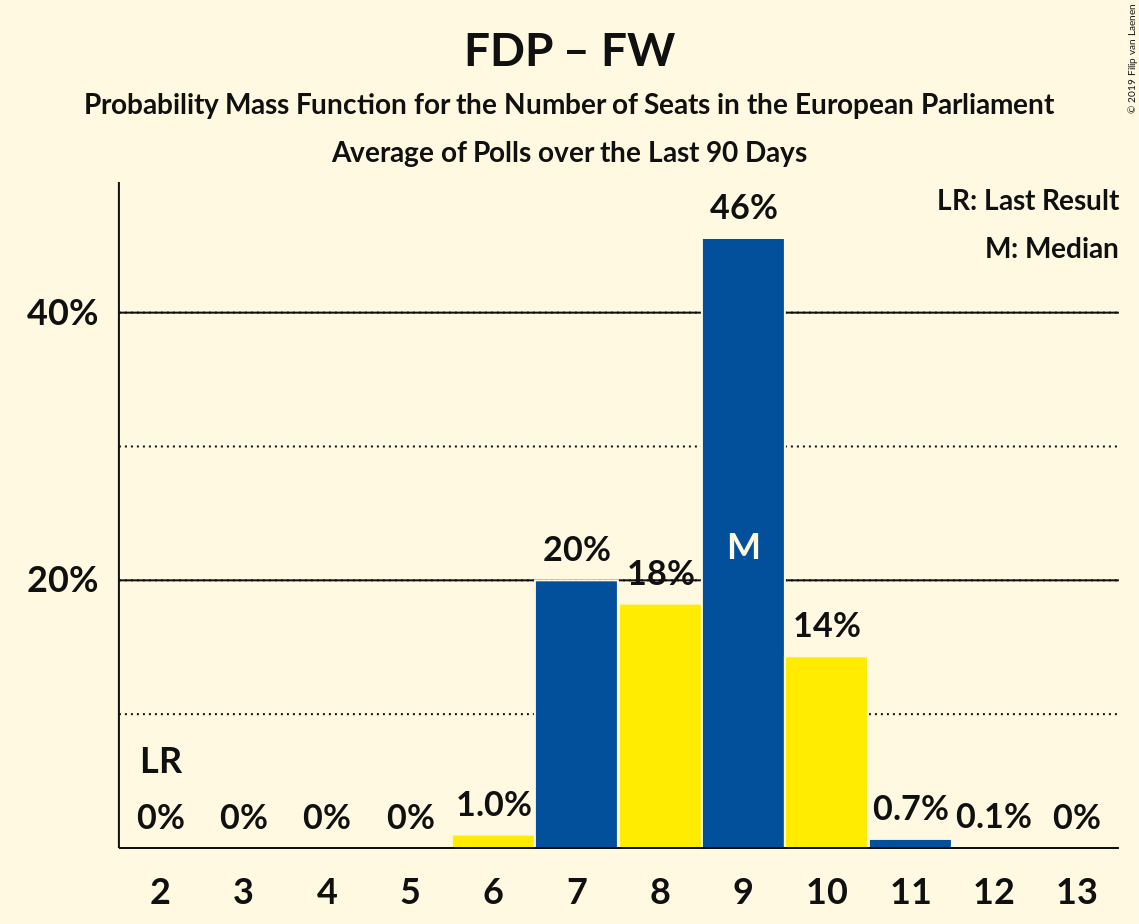 FDP – FW
Probability Mass Function for the Number of Seats in the European Parliament
Average of Polls over the Last 90 Days
© 2019 Filip van Laenen
LR: Last Result
M: Median
46%
40%
20%
18%
M
20%
14%
LR
0%
0%
0%
0%
1.0%
0.7%
0.1%
0%
2 3 4 5 6 7 8 9 10 11 12 13